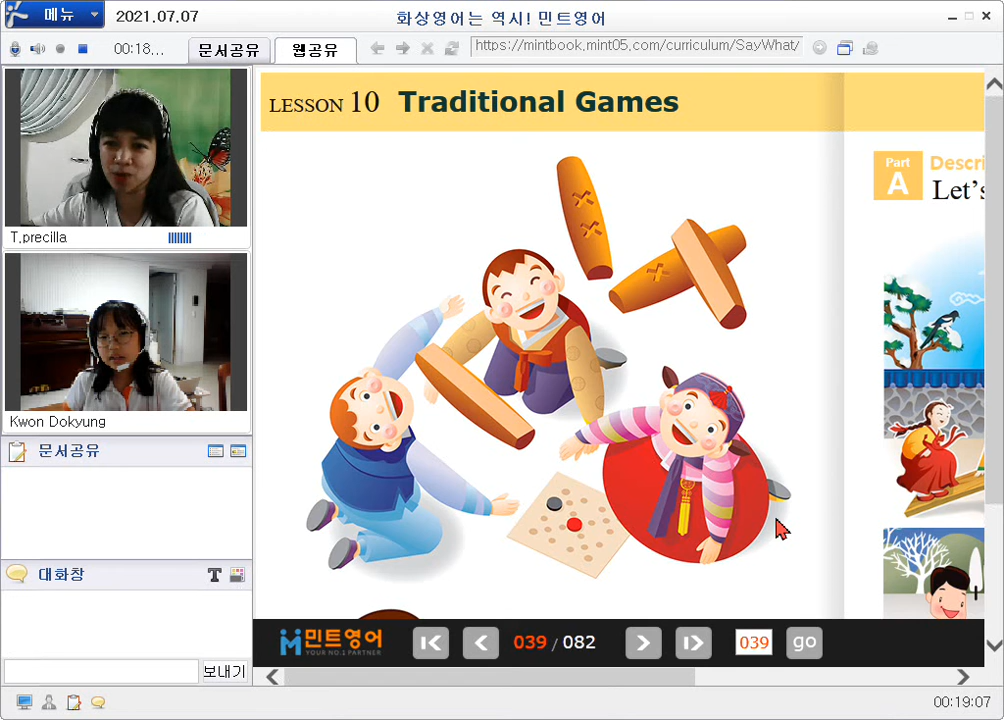 메뉴
2021.07.07
화상영어는 역시! 민트영어
00:18...
문서공유
웹공유
https://mintbook.mint05.com/curriculum/SayWhat/
T.precilla
Kwon Dokyung
문서공유
대화창
T
보내기
LESSON 10 Traditional Games
Part
A
Descri
Let's
민트영어
YOUR NO.1 PARTNER
039 / 082
039
go
00:19:07